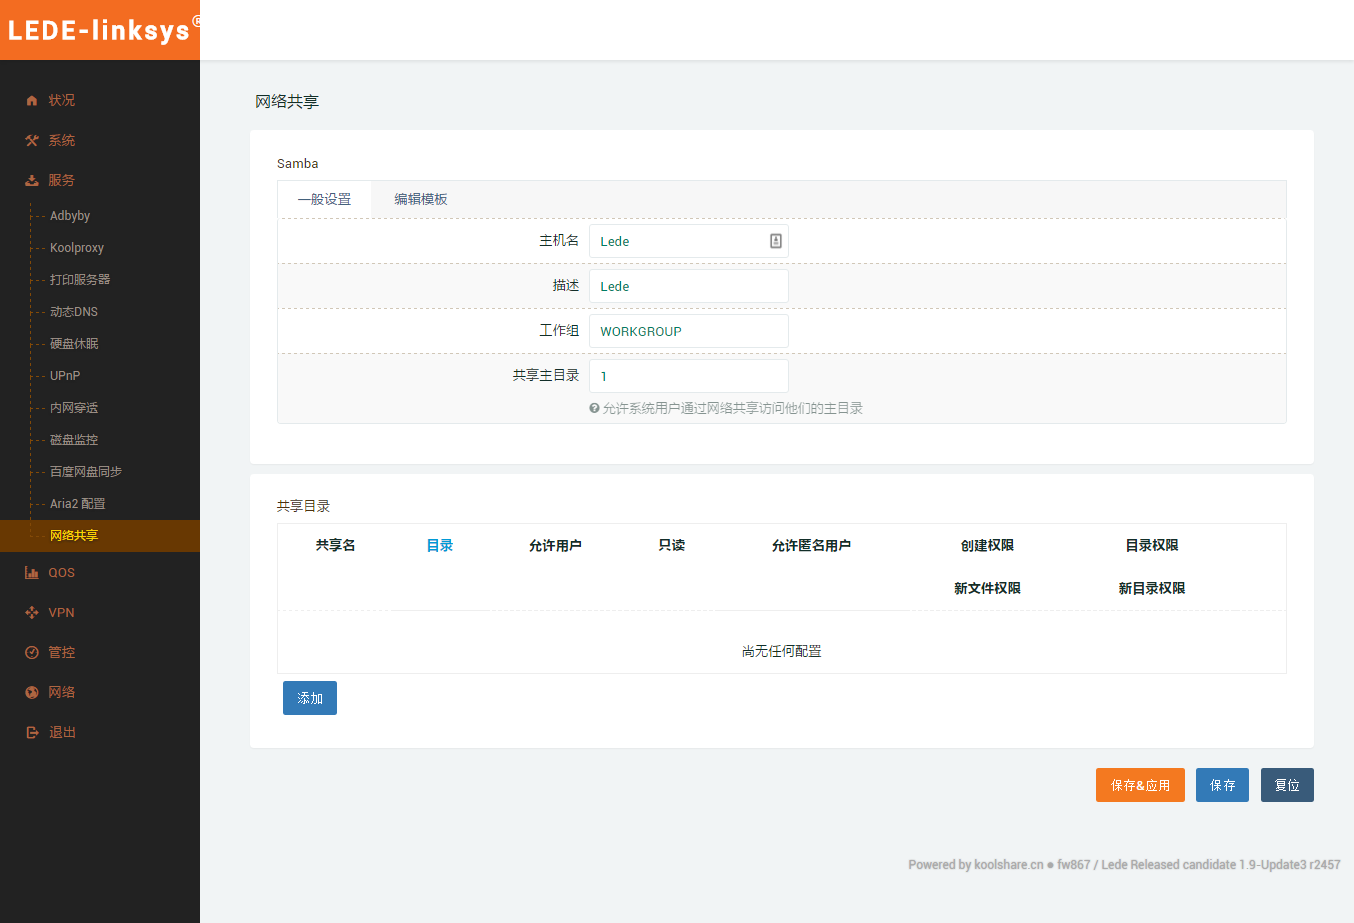 LEDE-linksys®
状况
系统
服务
Adbyby
Koolproxy
打印服务器
动态DNS
硬盘休眠
UPnP
内网穿透
磁盘监控
百度网盘同步
Aria2 配置
网络共享
QOS
VPN
管控
网络
退出
网络共享
Samba
一般设置 编辑模板
主机名 Lede
描述 Lede
工作组 WORKGROUP
共享主目录 1
允许系统用户通过网络共享访问他们的主目录
共享目录
共享名 目录 允许用户 只读 允许匿名用户 创建权限 目录权限
新文件权限 新目录权限
尚无任何配置
添加
保存&应用 保存 复位
Powered by koolshare.cn ● fw867 / Lede Released candidate 1.9-Update3 r2457